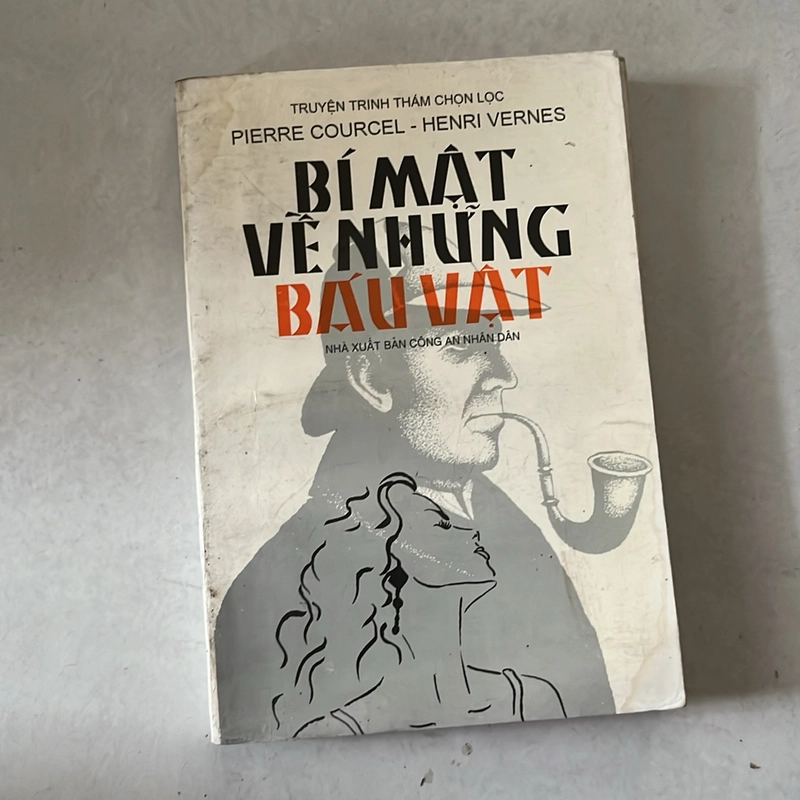 TRUYỆN TRINH THÁM CHỌN LỌC
PIERRE COURCEL - HENRI VERNES
BÍ MẬT
VỀ NHỮNG
BÁU VẬT
NHÀ XUẤT BẢN CÔNG AN NHÂN DÂN